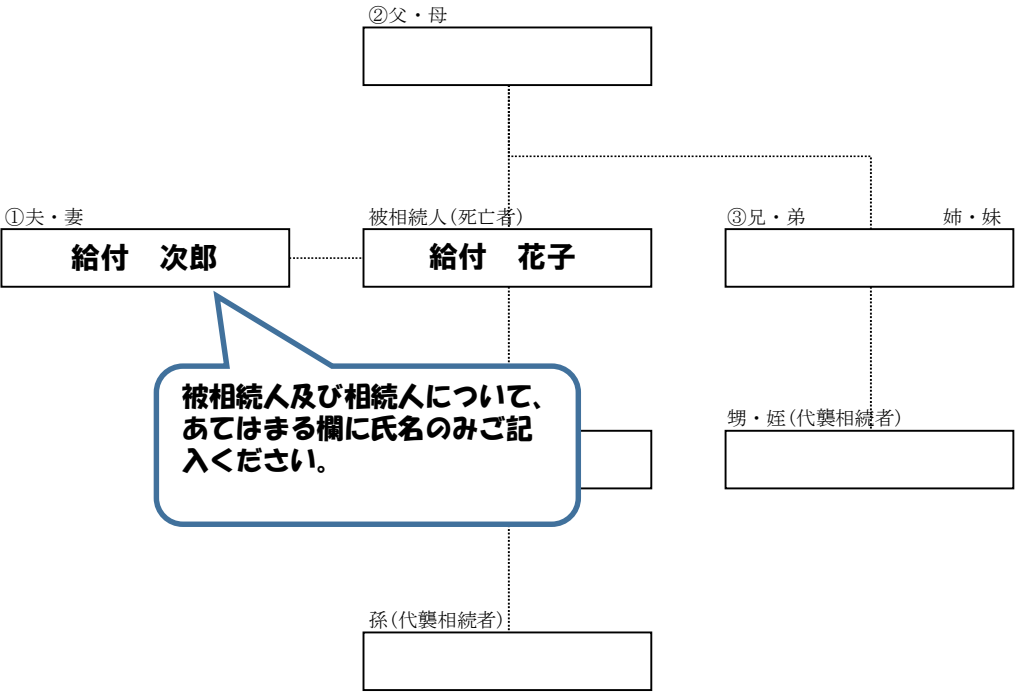 ②父・母
①夫・妻
被相続人(死亡者)
③兄・弟 姉・妹
給付 次郎
給付 花子
被相続人及び相続人について、
あてはまる欄に氏名のみご記
入ください。
甥・姪(代襲相続者)
孫(代襲相続者)